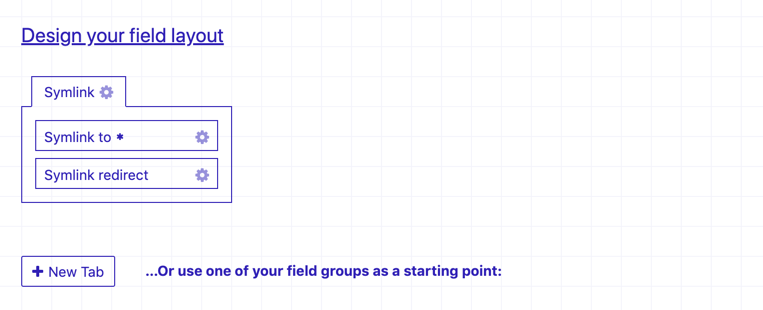 Design your field layout
Symlink
Symlink to *
Symlink redirect
+ New Tab
...Or use one of your field groups as a starting point: